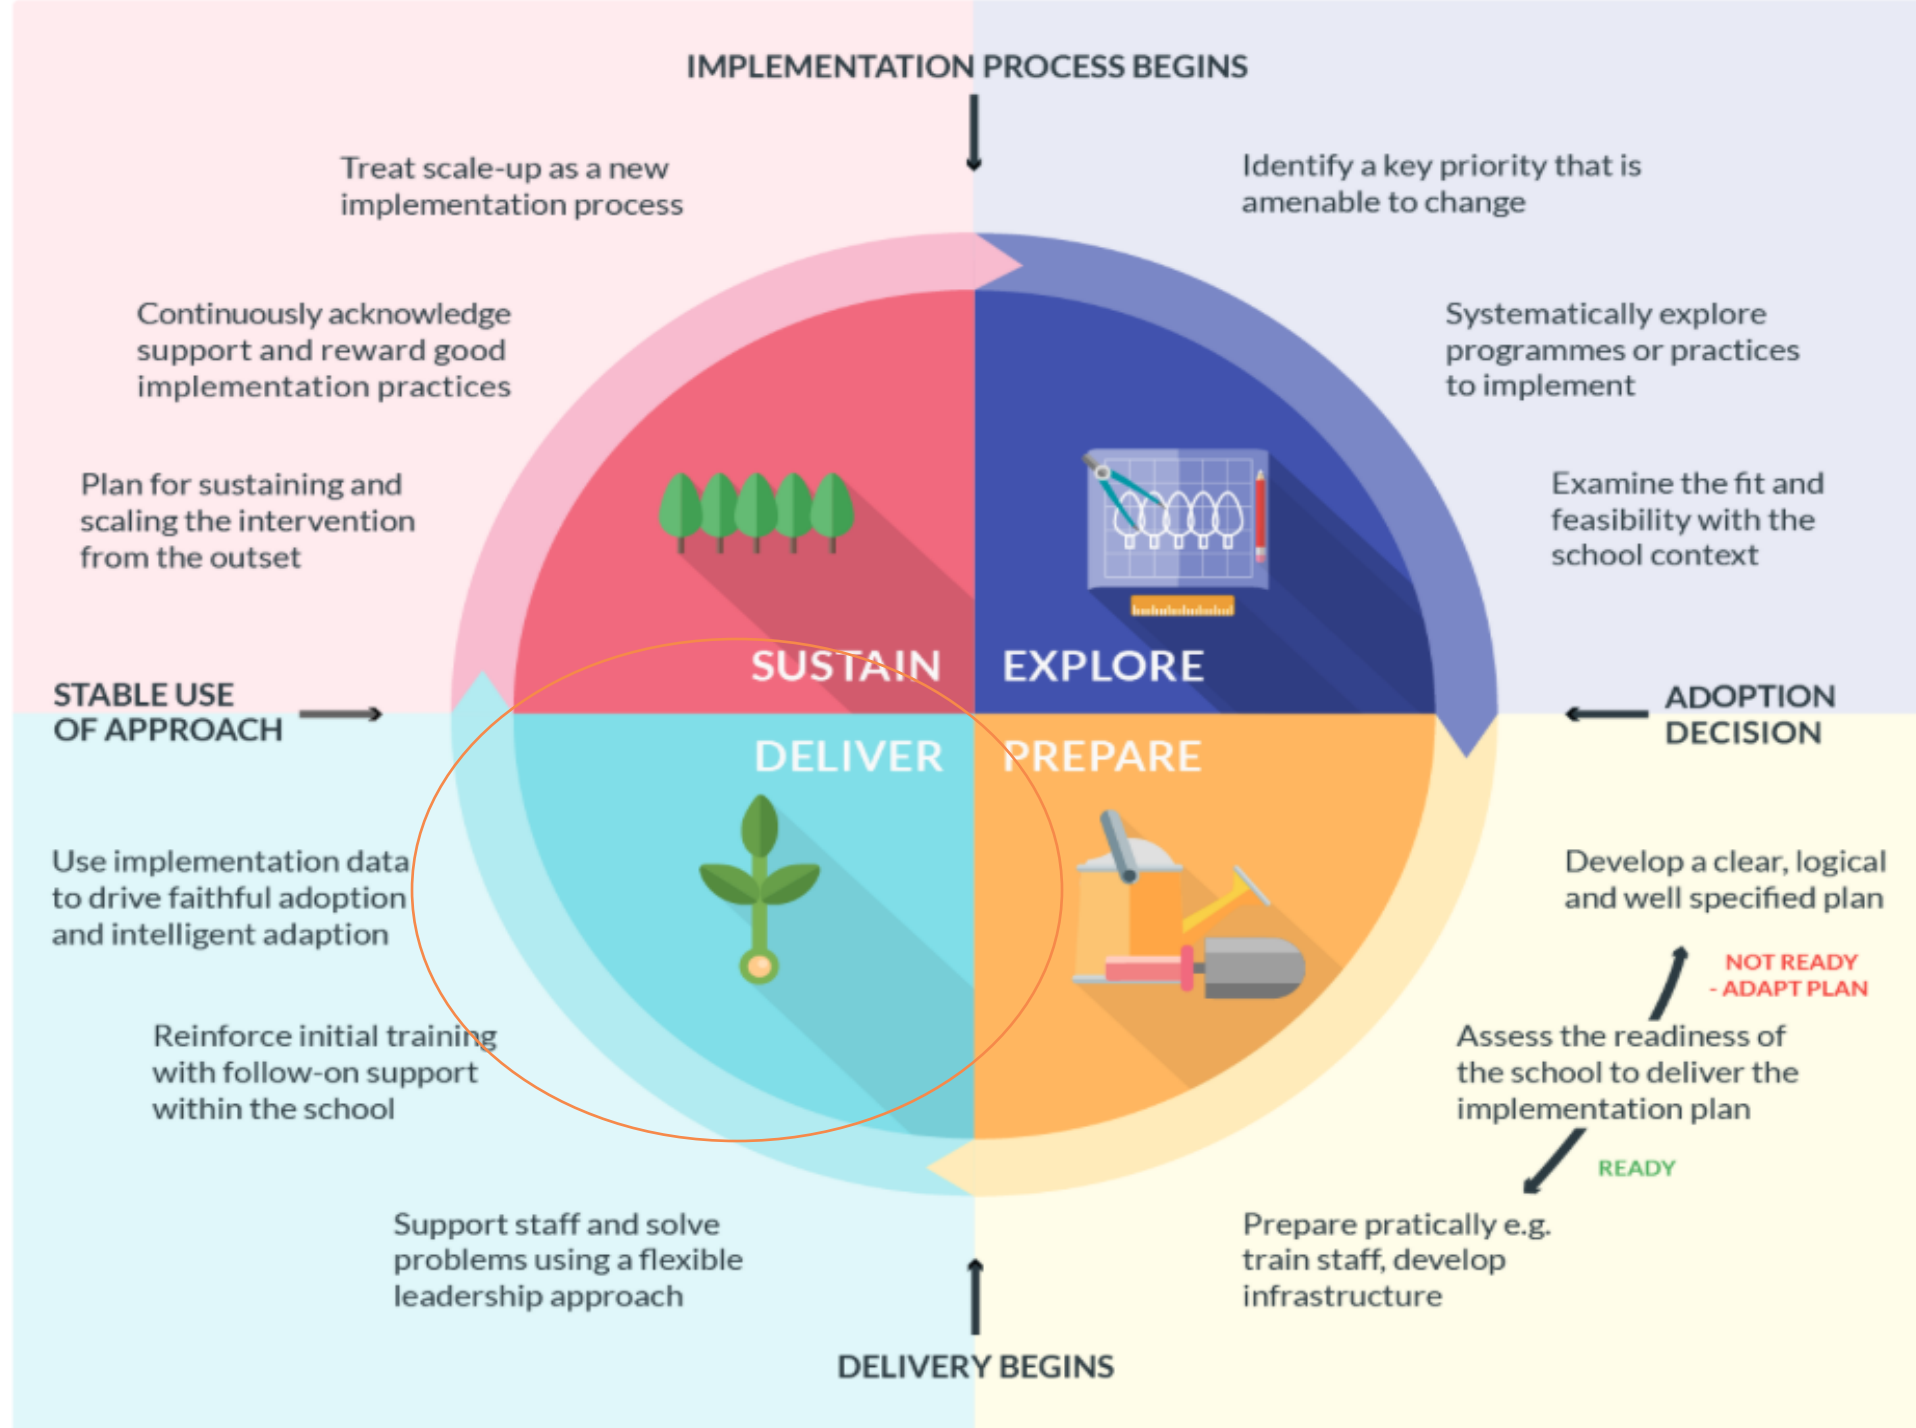 IMPLEMENTATION PROCESS BEGINS
Identify a key priority that is
amenable to change
Systematically explore
programmes or practices
to implement
Examine the fit and
feasibility with the
school context
EXPLORE
ADOPTION
DECISION
PREPARE
Develop a clear, logical
and well specified plan
NOT READY
- ADAPT PLAN
Assess the readiness of
the school to deliver the
implementation plan
READY
Prepare pratically e.g.
train staff, develop
infrastructure
DELIVERY BEGINS
DELIVER
Support staff and solve
problems using a flexible
leadership approach
Reinforce initial training
with follow-on support
within the school
Use implementation data
to drive faithful adoption
and intelligent adaption
STABLE USE
OF APPROACH
SUSTAIN
Plan for sustaining and
scaling the intervention
from the outset
Continuously acknowledge
support and reward good
implementation practices
Treat scale-up as a new
implementation process